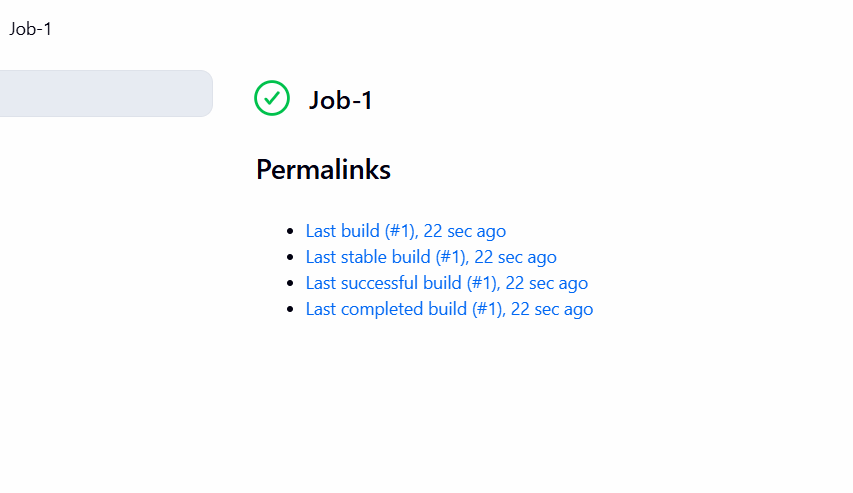 Job-1
Job-1
Permalinks
Last build (#1), 22 sec ago
Last stable build (#1), 22 sec ago
Last successful build (#1), 22 sec ago
Last completed build (#1), 22 sec ago